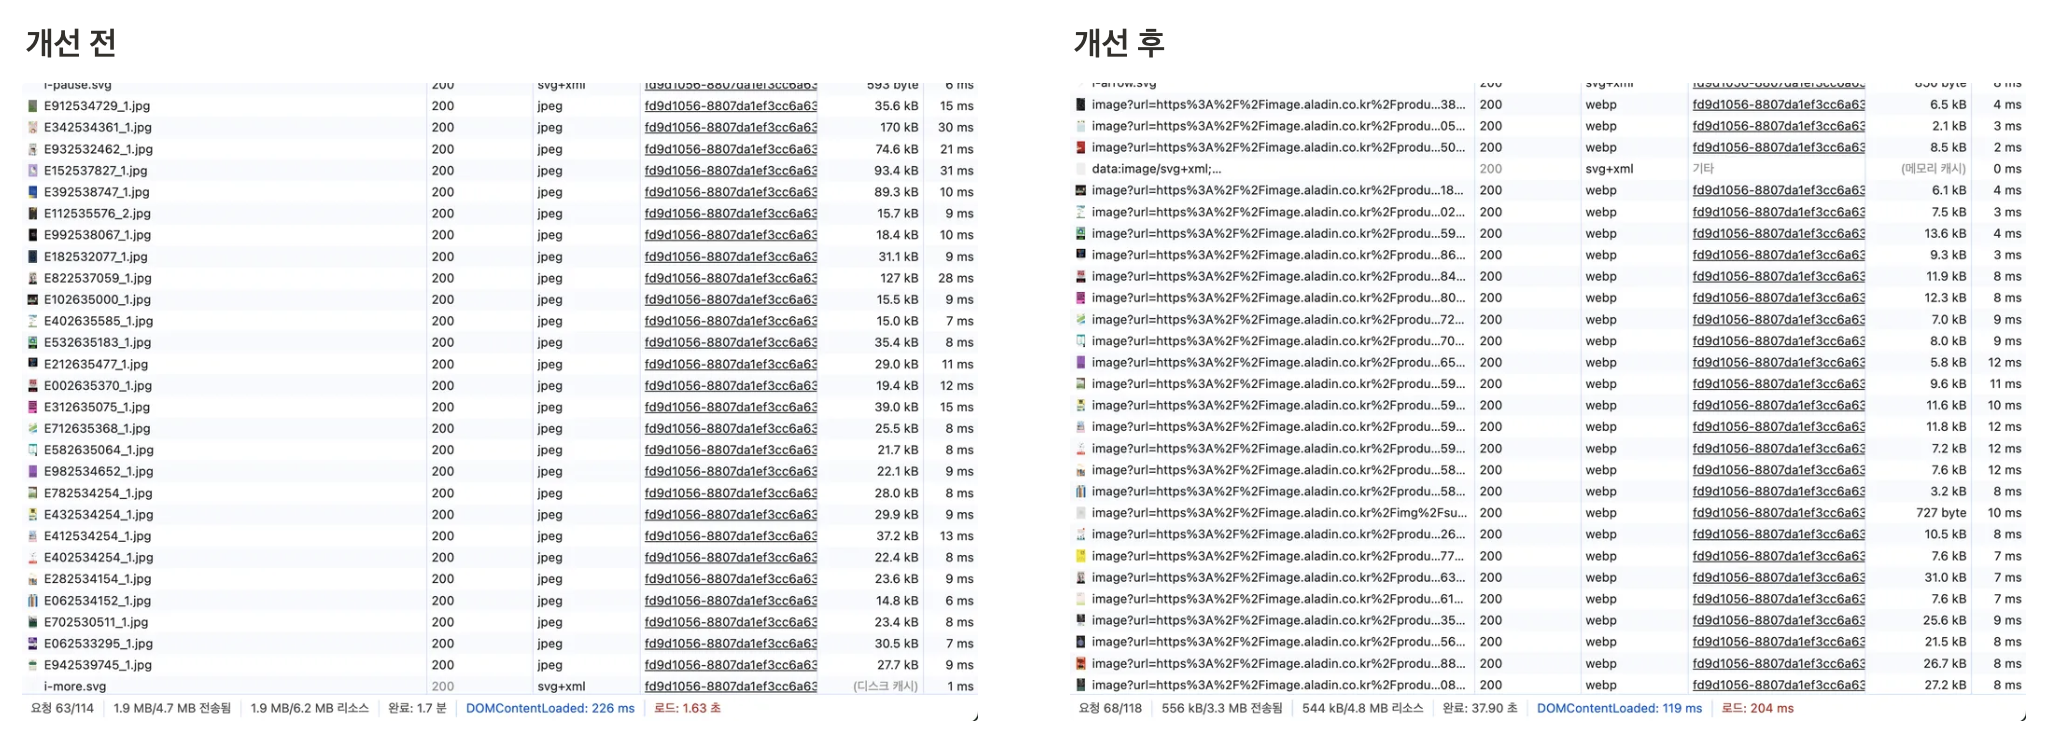 개선 전
i-pause.svg 200 svg+xml fd9d1056-8807da1ef3cc6a63 593 byte 6 ms
E912534729_1.jpg 200 jpeg fd9d1056-8807da1ef3cc6a63 35.6 kB 15 ms
E342534361_1.jpg 200 jpeg fd9d1056-8807da1ef3cc6a63 170 kB 30 ms
E932532462_1.jpg 200 jpeg fd9d1056-8807da1ef3cc6a63 74.6 kB 21 ms
E152537827_1.jpg 200 jpeg fd9d1056-8807da1ef3cc6a63 93.4 kB 31 ms
E392538747_1.jpg 200 jpeg fd9d1056-8807da1ef3cc6a63 89.3 kB 10 ms
E112535576_2.jpg 200 jpeg fd9d1056-8807da1ef3cc6a63 15.7 kB 9 ms
E992538067_1.jpg 200 jpeg fd9d1056-8807da1ef3cc6a63 18.4 kB 10 ms
E182532077_1.jpg 200 jpeg fd9d1056-8807da1ef3cc6a63 31.1 kB 9 ms
E822537059_1.jpg 200 jpeg fd9d1056-8807da1ef3cc6a63 127 kB 28 ms
E102635000_1.jpg 200 jpeg fd9d1056-8807da1ef3cc6a63 15.5 kB 9 ms
E402635585_1.jpg 200 jpeg fd9d1056-8807da1ef3cc6a63 15.0 kB 7 ms
E532635183_1.jpg 200 jpeg fd9d1056-8807da1ef3cc6a63 35.4 kB 8 ms
E212635477_1.jpg 200 jpeg fd9d1056-8807da1ef3cc6a63 29.0 kB 11 ms
E002635370_1.jpg 200 jpeg fd9d1056-8807da1ef3cc6a63 19.4 kB 12 ms
E312635075_1.jpg 200 jpeg fd9d1056-8807da1ef3cc6a63 39.0 kB 15 ms
E712635368_1.jpg 200 jpeg fd9d1056-8807da1ef3cc6a63 25.5 kB 8 ms
E582635064_1.jpg 200 jpeg fd9d1056-8807da1ef3cc6a63 21.7 kB 8 ms
E982534652_1.jpg 200 jpeg fd9d1056-8807da1ef3cc6a63 22.1 kB 9 ms
E782534254_1.jpg 200 jpeg fd9d1056-8807da1ef3cc6a63 28.0 kB 8 ms
E432534254_1.jpg 200 jpeg fd9d1056-8807da1ef3cc6a63 29.9 kB 9 ms
E412534254_1.jpg 200 jpeg fd9d1056-8807da1ef3cc6a63 37.2 kB 13 ms
E402534254_1.jpg 200 jpeg fd9d1056-8807da1ef3cc6a63 22.4 kB 8 ms
E282534154_1.jpg 200 jpeg fd9d1056-8807da1ef3cc6a63 23.6 kB 9 ms
E062534152_1.jpg 200 jpeg fd9d1056-8807da1ef3cc6a63 14.8 kB 6 ms
E702530511_1.jpg 200 jpeg fd9d1056-8807da1ef3cc6a63 23.4 kB 8 ms
E062533295_1.jpg 200 jpeg fd9d1056-8807da1ef3cc6a63 30.5 kB 7 ms
E942539745_1.jpg 200 jpeg fd9d1056-8807da1ef3cc6a63 27.7 kB 9 ms
i-more.svg 200 svg+xml fd9d1056-8807da1ef3cc6a63 (디스크 캐시) 1 ms
요청 63/114 1.9 MB/4.7 MB 전송됨 1.9 MB/6.2 MB 리소스 완료: 1.7 분 DOMContentLoaded: 226 ms 로드: 1.63 초
개선 후
i-arrow.svg 200 svg+xml fd9d1056-8807da1ef3cc6a63 byte ms
image?url=https%3A%2F%2Fimage.aladin.co.kr%2Fprodu...38... 200 webp fd9d1056-8807da1ef3cc6a63 6.5 kB 4 ms
image?url=https%3A%2F%2Fimage.aladin.co.kr%2Fprodu...05... 200 webp fd9d1056-8807da1ef3cc6a63 2.1 kB 3 ms
image?url=https%3A%2F%2Fimage.aladin.co.kr%2Fprodu...50... 200 webp fd9d1056-8807da1ef3cc6a63 8.5 kB 2 ms
data:image/svg+xml;... 200 svg+xml 기타 (메모리 캐시) 0 ms
image?url=https%3A%2F%2Fimage.aladin.co.kr%2Fprodu...18... 200 webp fd9d1056-8807da1ef3cc6a63 6.1 kB 4 ms
image?url=https%3A%2F%2Fimage.aladin.co.kr%2Fprodu...02... 200 webp fd9d1056-8807da1ef3cc6a63 7.5 kB 3 ms
image?url=https%3A%2F%2Fimage.aladin.co.kr%2Fprodu...59... 200 webp fd9d1056-8807da1ef3cc6a63 13.6 kB 4 ms
image?url=https%3A%2F%2Fimage.aladin.co.kr%2Fprodu...86... 200 webp fd9d1056-8807da1ef3cc6a63 9.3 kB 3 ms
image?url=https%3A%2F%2Fimage.aladin.co.kr%2Fprodu...84... 200 webp fd9d1056-8807da1ef3cc6a63 11.9 kB 8 ms
image?url=https%3A%2F%2Fimage.aladin.co.kr%2Fprodu...80... 200 webp fd9d1056-8807da1ef3cc6a63 12.3 kB 8 ms
image?url=https%3A%2F%2Fimage.aladin.co.kr%2Fprodu...72... 200 webp fd9d1056-8807da1ef3cc6a63 7.0 kB 9 ms
image?url=https%3A%2F%2Fimage.aladin.co.kr%2Fprodu...70... 200 webp fd9d1056-8807da1ef3cc6a63 8.0 kB 9 ms
image?url=https%3A%2F%2Fimage.aladin.co.kr%2Fprodu...65... 200 webp fd9d1056-8807da1ef3cc6a63 5.8 kB 12 ms
image?url=https%3A%2F%2Fimage.aladin.co.kr%2Fprodu...59... 200 webp fd9d1056-8807da1ef3cc6a63 9.6 kB 11 ms
image?url=https%3A%2F%2Fimage.aladin.co.kr%2Fprodu...59... 200 webp fd9d1056-8807da1ef3cc6a63 11.6 kB 10 ms
image?url=https%3A%2F%2Fimage.aladin.co.kr%2Fprodu...59... 200 webp fd9d1056-8807da1ef3cc6a63 11.8 kB 12 ms
image?url=https%3A%2F%2Fimage.aladin.co.kr%2Fprodu...59... 200 webp fd9d1056-8807da1ef3cc6a63 7.2 kB 12 ms
image?url=https%3A%2F%2Fimage.aladin.co.kr%2Fprodu...58... 200 webp fd9d1056-8807da1ef3cc6a63 7.6 kB 12 ms
image?url=https%3A%2F%2Fimage.aladin.co.kr%2Fprodu...58... 200 webp fd9d1056-8807da1ef3cc6a63 3.2 kB 8 ms
image?url=https%3A%2F%2Fimage.aladin.co.kr%2Fimg%2Fsu... 200 webp fd9d1056-8807da1ef3cc6a63 727 byte 10 ms
image?url=https%3A%2F%2Fimage.aladin.co.kr%2Fprodu...26... 200 webp fd9d1056-8807da1ef3cc6a63 10.5 kB 8 ms
image?url=https%3A%2F%2Fimage.aladin.co.kr%2Fprodu...77... 200 webp fd9d1056-8807da1ef3cc6a63 7.6 kB 7 ms
image?url=https%3A%2F%2Fimage.aladin.co.kr%2Fprodu...63... 200 webp fd9d1056-8807da1ef3cc6a63 31.0 kB 7 ms
image?url=https%3A%2F%2Fimage.aladin.co.kr%2Fprodu...61... 200 webp fd9d1056-8807da1ef3cc6a63 7.6 kB 7 ms
image?url=https%3A%2F%2Fimage.aladin.co.kr%2Fprodu...35... 200 webp fd9d1056-8807da1ef3cc6a63 25.6 kB 9 ms
image?url=https%3A%2F%2Fimage.aladin.co.kr%2Fprodu...56... 200 webp fd9d1056-8807da1ef3cc6a63 21.5 kB 8 ms
image?url=https%3A%2F%2Fimage.aladin.co.kr%2Fprodu...88... 200 webp fd9d1056-8807da1ef3cc6a63 26.7 kB 8 ms
image?url=https%3A%2F%2Fimage.aladin.co.kr%2Fprodu...08... 200 webp fd9d1056-8807da1ef3cc6a63 27.2 kB 8 ms
요청 68/118 556 kB/3.3 MB 전송됨 544 kB/4.8 MB 리소스 완료: 37.90 초 DOMContentLoaded: 119 ms 로드: 204 ms